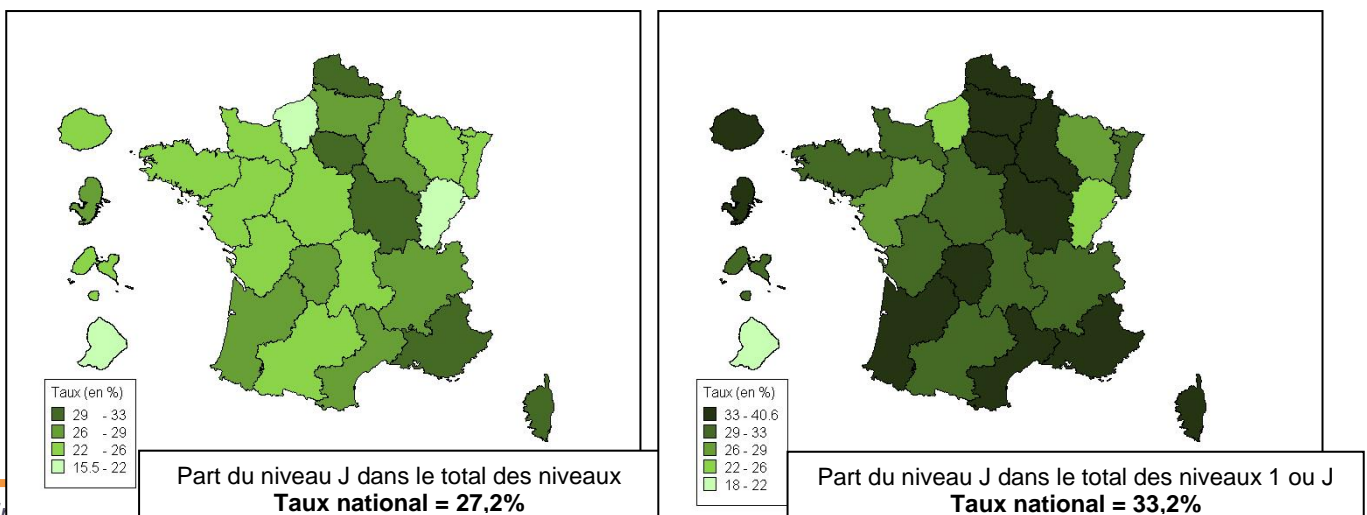 Taux (en %)
29 - 33
26 - 29
22 - 26
15.5 - 22
Part du niveau J dans le total des niveaux
Taux national = 27,2%
Taux (en %)
33 - 40.6
29 - 33
26 - 29
22 - 26
18 - 22
Part du niveau J dans le total des niveaux 1 ou J
Taux national = 33,2%